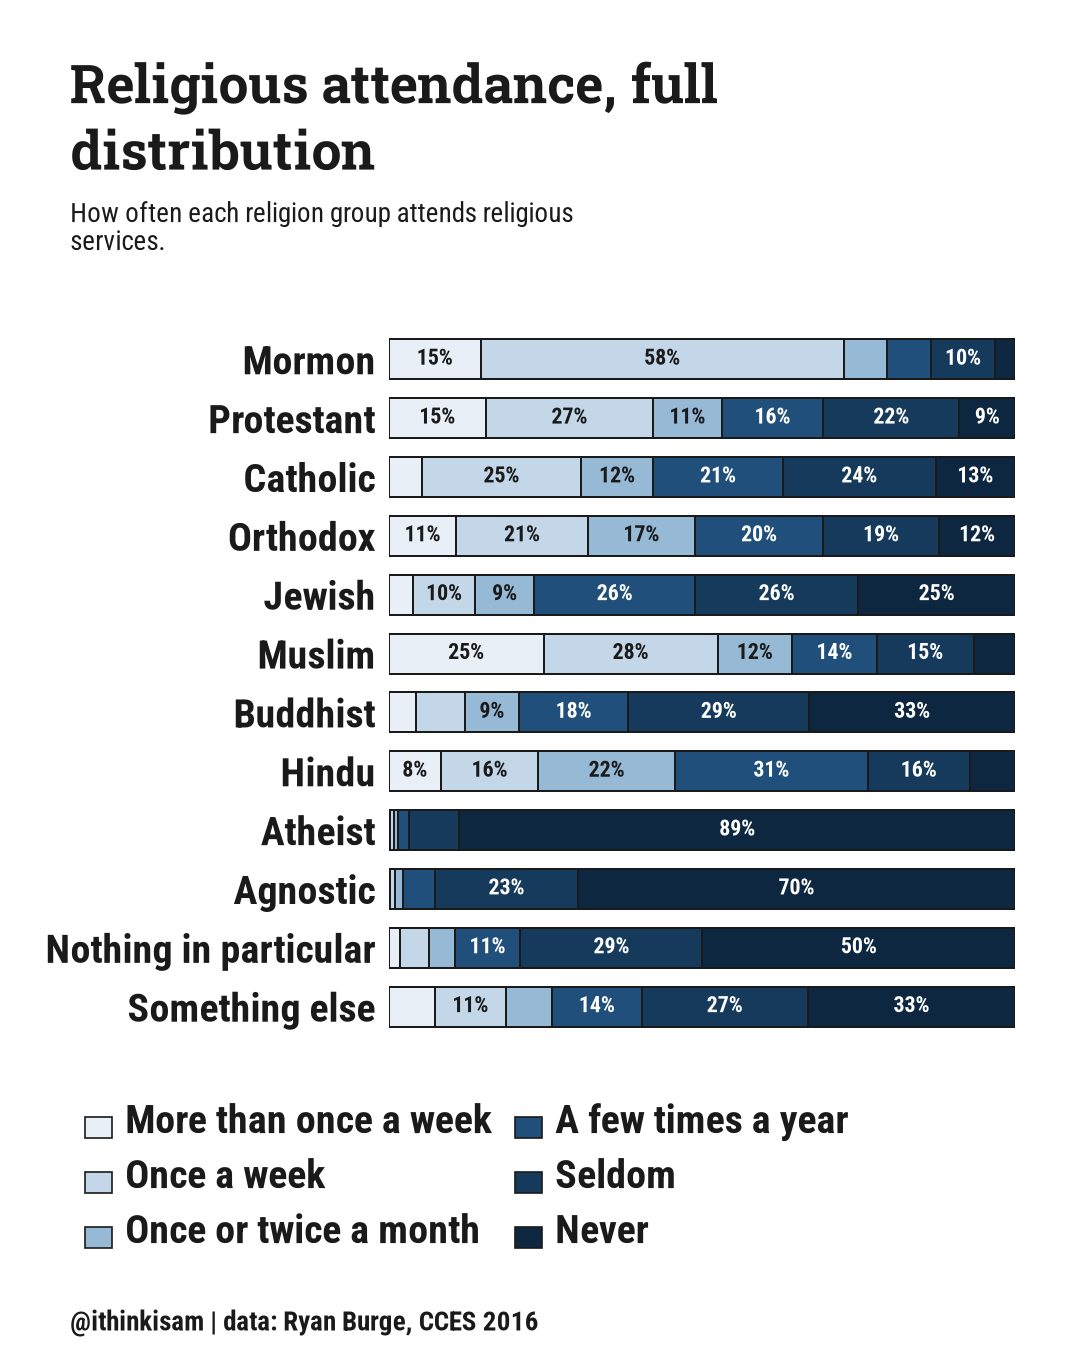 Religious attendance, full
distribution
How often each religion group attends religious
services.
Mormon 15% 58% 10%
Protestant 15% 27% 11% 16% 22% 9%
Catholic 25% 12% 21% 24% 13%
Orthodox 11% 21% 17% 20% 19% 12%
Jewish 10% 9% 26% 26% 25%
Muslim 25% 28% 12% 14% 15%
Buddhist 9% 18% 29% 33%
Hindu 8% 16% 22% 31% 16%
Atheist 89%
Agnostic 23% 70%
Nothing in particular 11% 29% 50%
Something else 11% 14% 27% 33%
More than once a week A few times a year
Once a week Seldom
Once or twice a month Never
@ithinkisam | data: Ryan Burge, CCES 2016